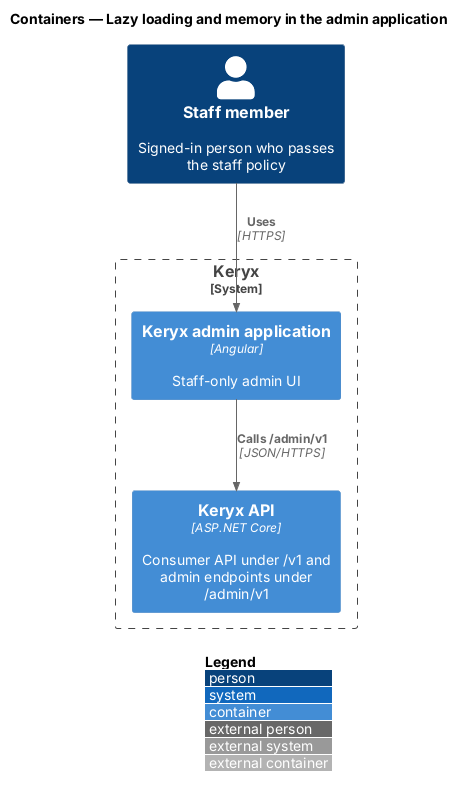 Containers — Lazy loading and memory in the admin application
Staff member
Signed-in person who passes
the staff policy
Uses
[HTTPS]
Keryx
[System]
Keryx admin application
[Angular]
Staff-only admin UI
Calls /admin/v1
[JSON/HTTPS]
Keryx API
[ASP.NET Core]
Consumer API under /v1 and
admin endpoints under
/admin/v1
Legend
person
system
container
external person
external system
external container